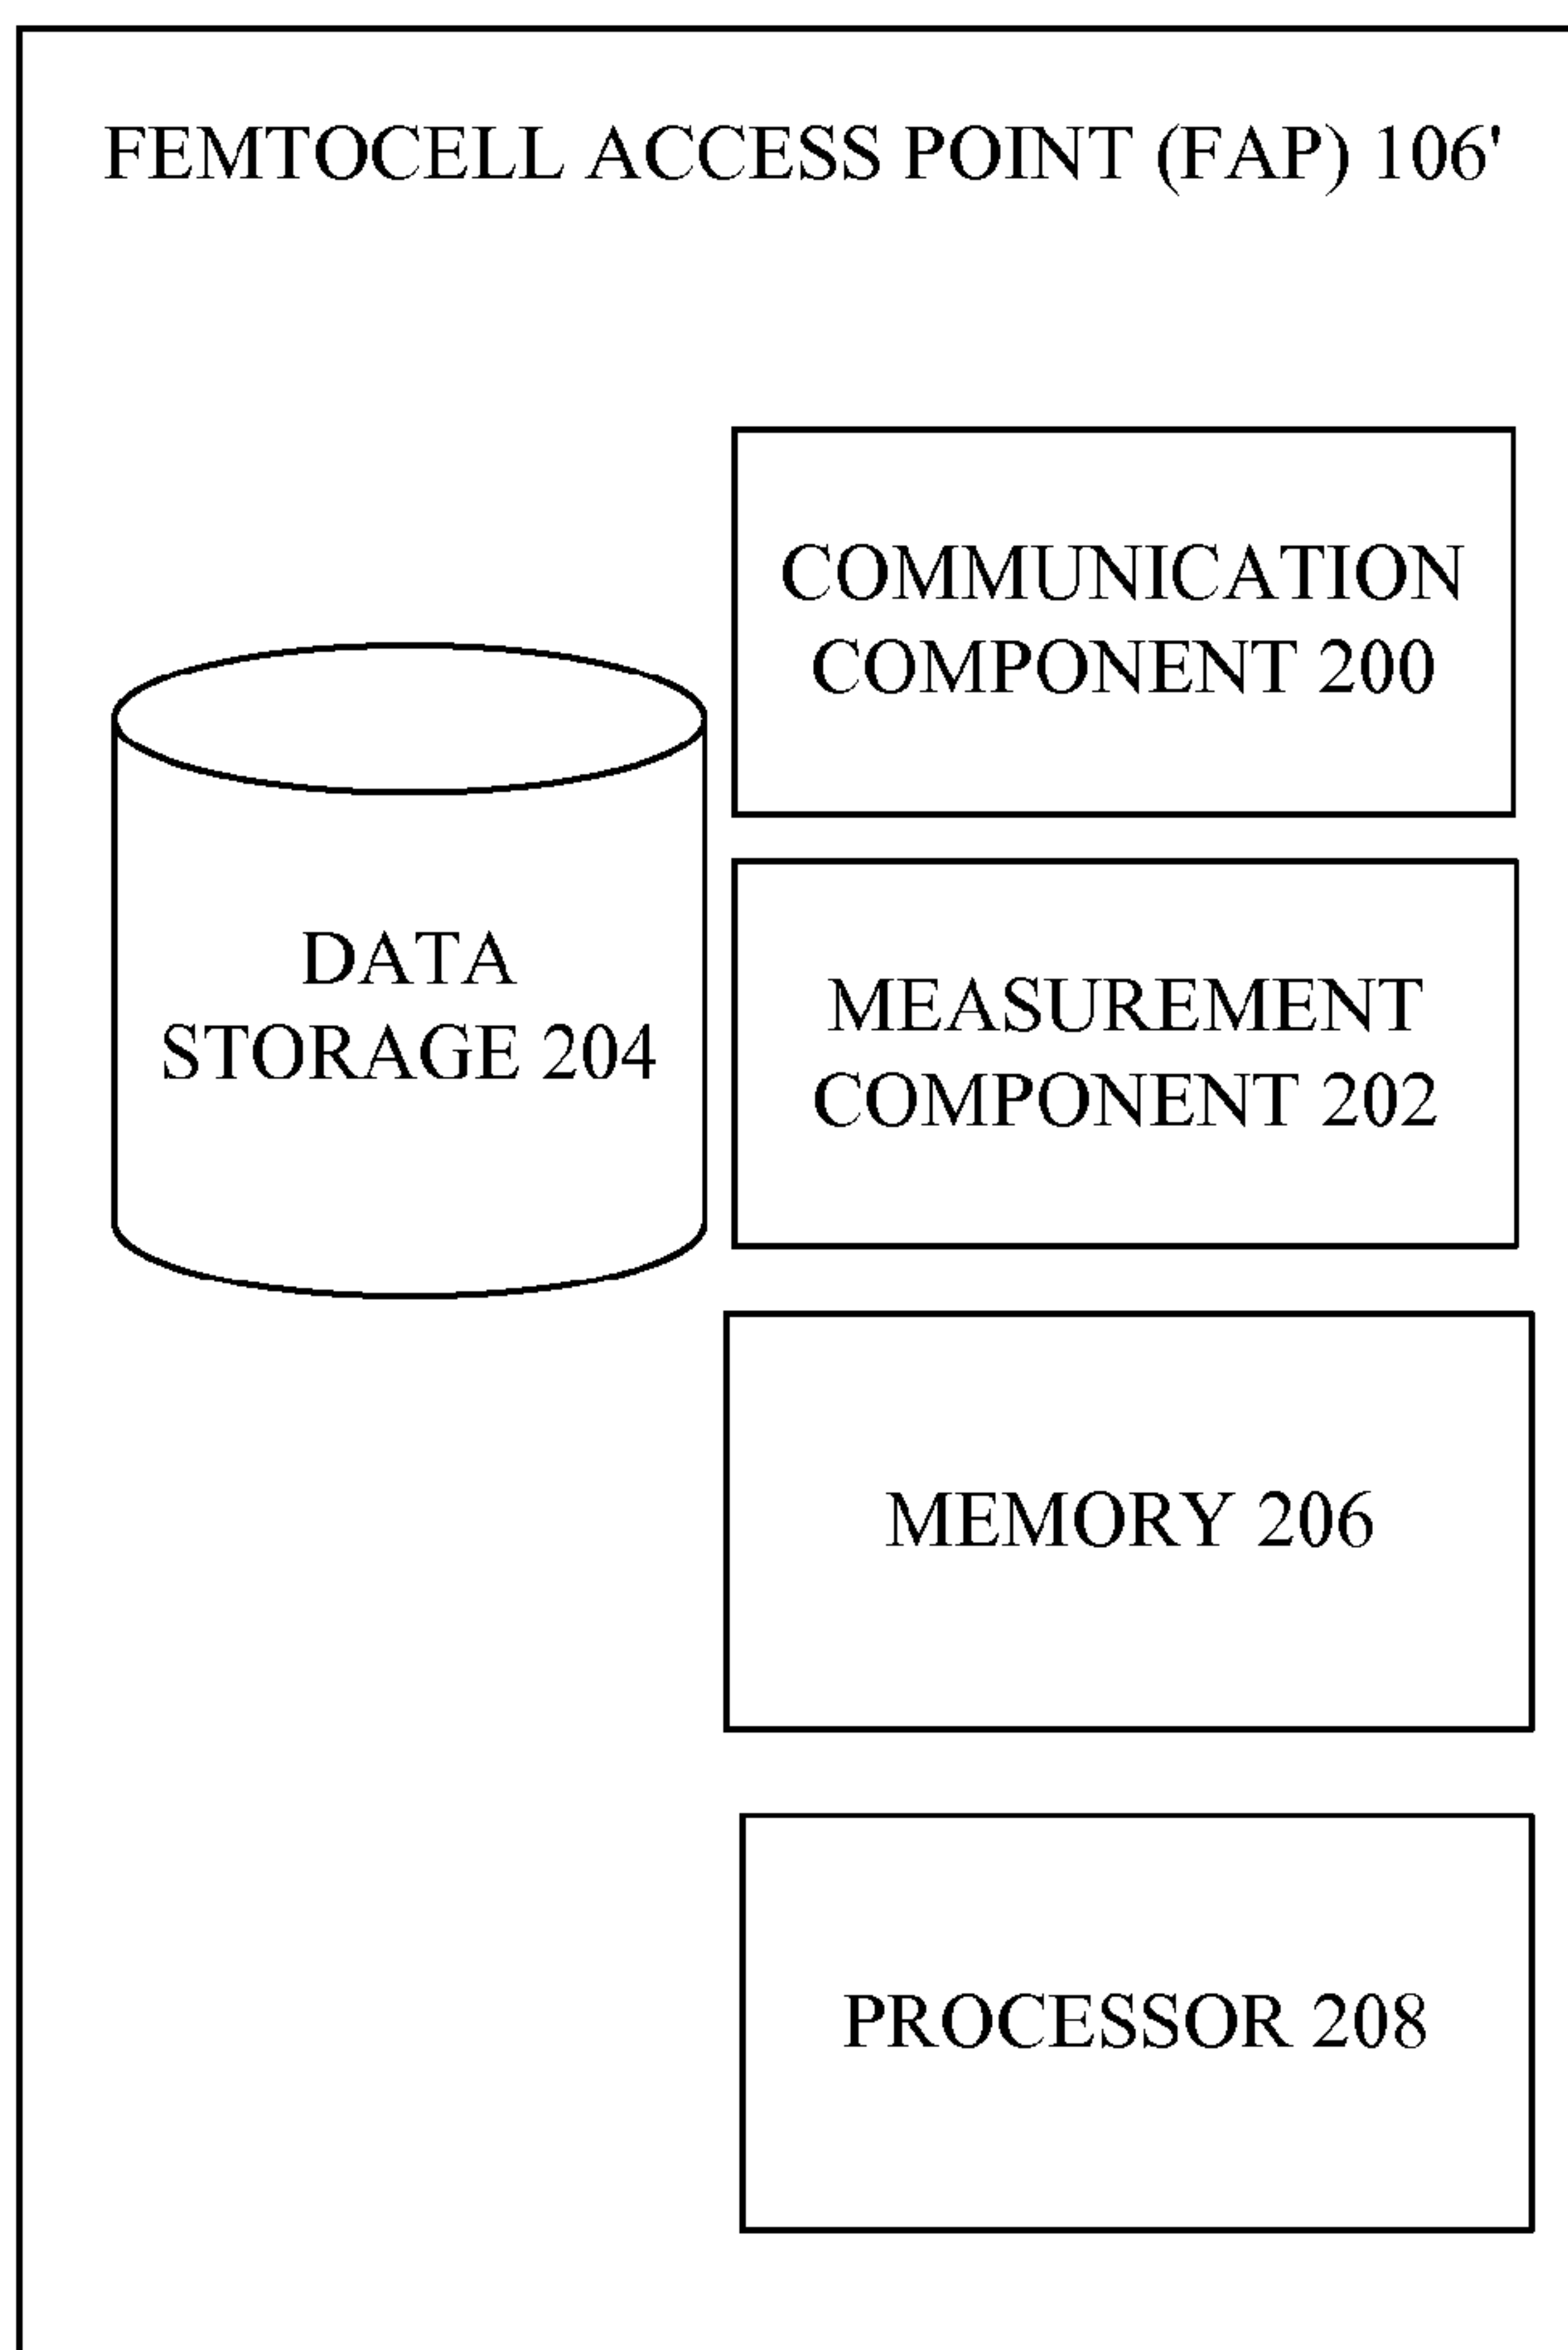 FEMTOCELL ACCESS POINT (FAP) 106'
COMMUNICATION
COMPONENT 200
DATA
STORAGE 204
MEASUREMENT
COMPONENT 202
MEMORY 206
PROCESSOR 208